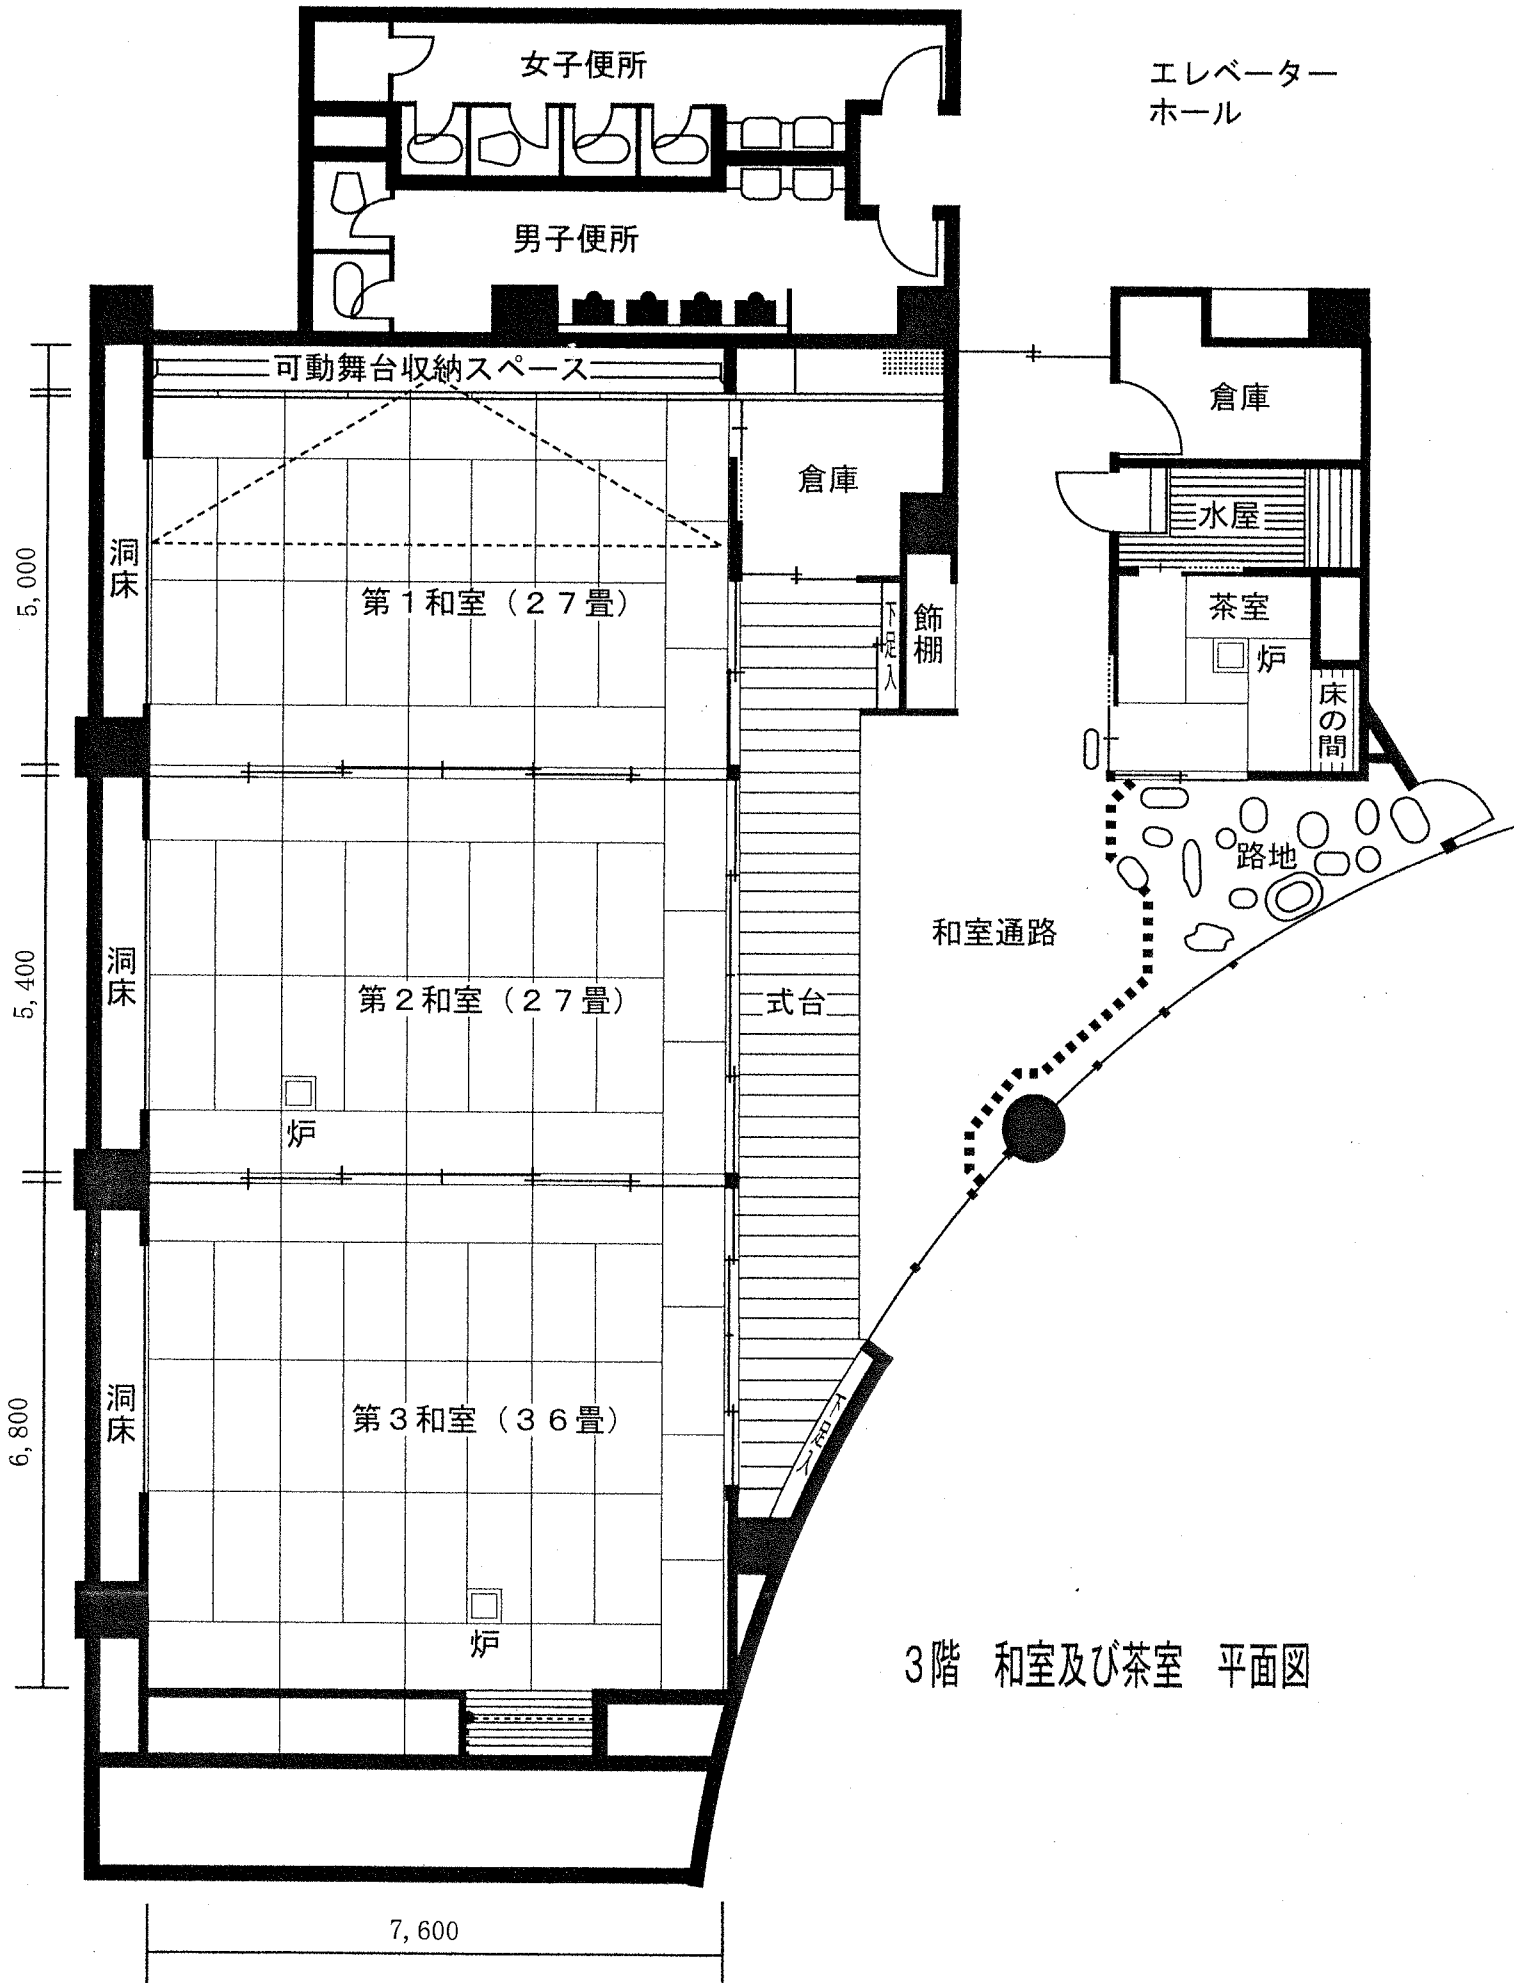 女子便所
エレベーター
ホール
男子便所
可動舞台収納スペース
倉庫
倉庫
水屋
洞床
5,000
第1和室（27畳）
下足入
飾棚
茶室
炉
床の間
路地
和室通路
洞床
5,400
第2和室（27畳）
式台
炉
洞床
6,800
第3和室（36畳）
炉
3階　和室及び茶室　平面図
7,600